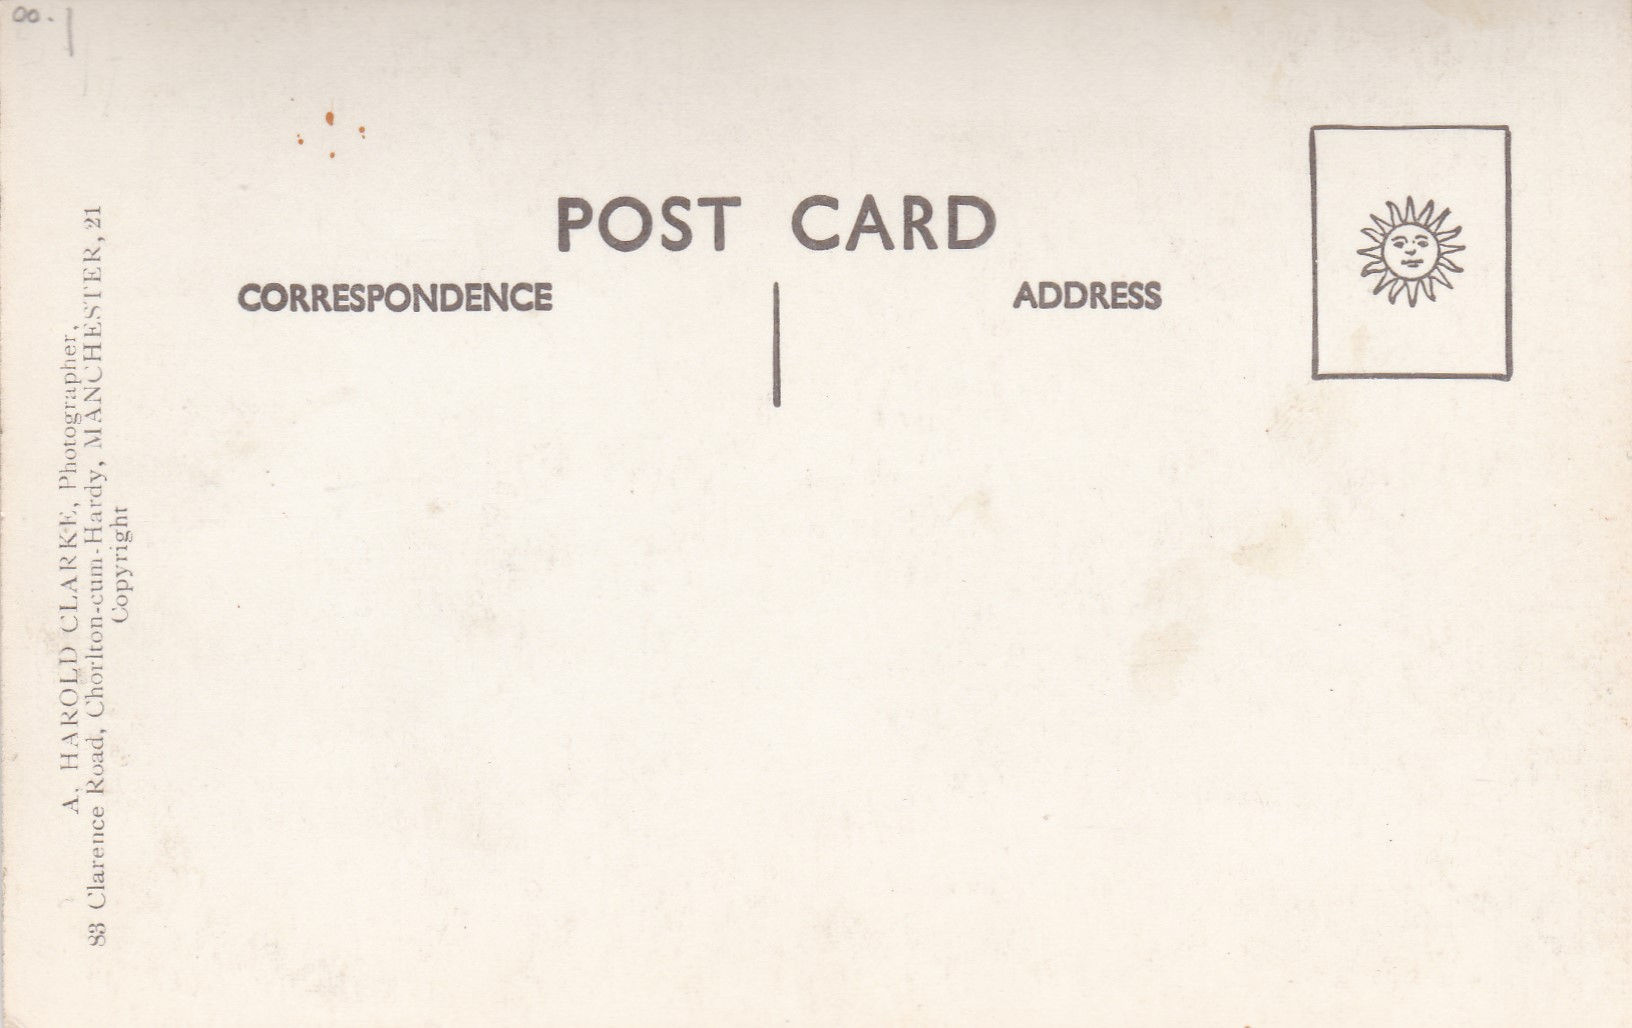 POST CARD
CORRESPONDENCE
ADDRESS
A. HAROLD CLARKE, Photographer,
83 Clarence Road, Chorlton-cum-Hardy, MANCHESTER, 21
Copyright